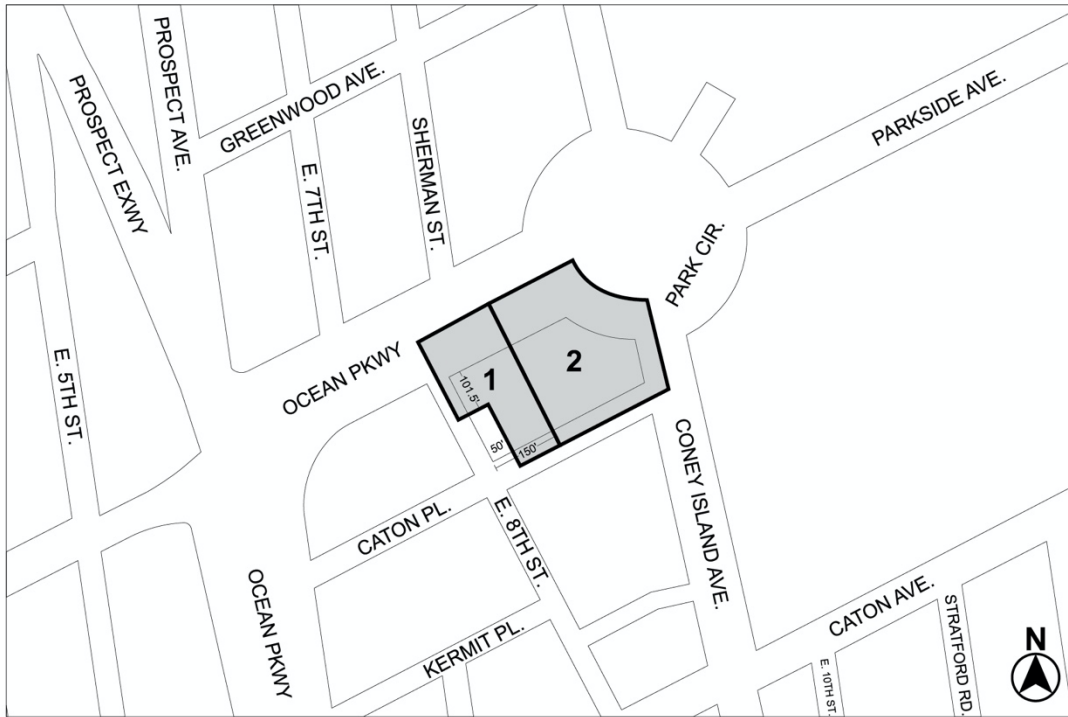 PROSPECT AVE.
PROSPECT EXWY
GREENWOOD AVE.
SHERMAN ST.
E. 7TH ST.
PARKSIDE AVE.
PARK CIR.
OCEAN PKWY
E. 5TH ST.
1
2
101.5'
50'
150'
CONEY ISLAND AVE.
CATON PL.
E. 8TH ST.
OCEAN PKWY
KERMIT PL.
CATON AVE.
STRATFORD RD.
E. 10TH ST.
N